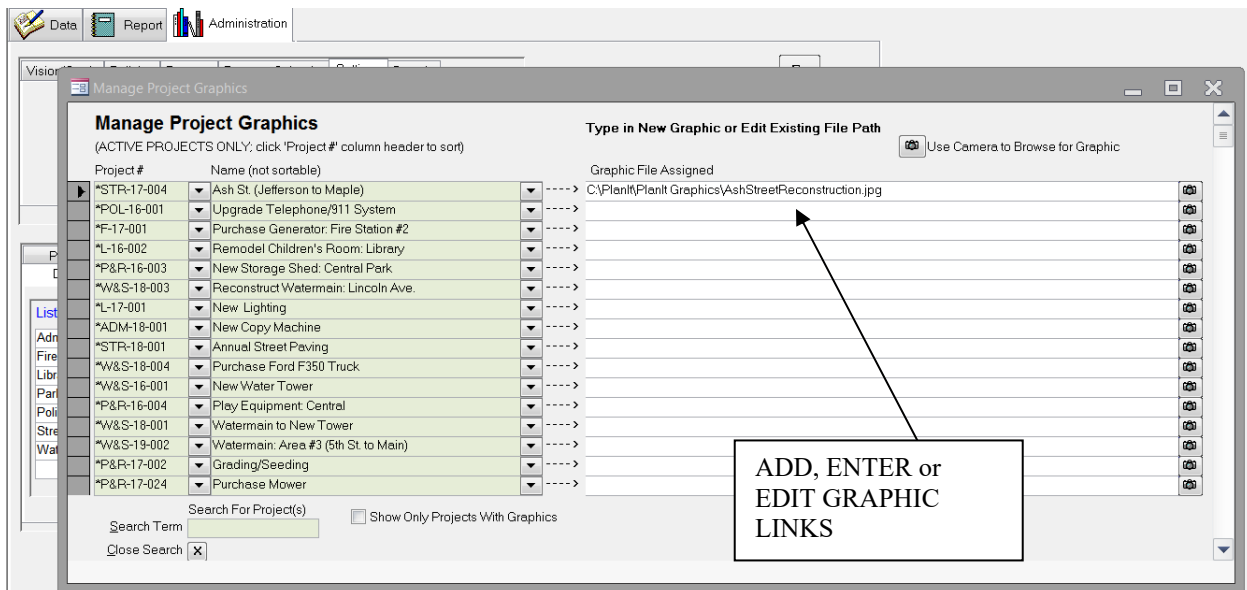 Data Report Administration
Manage Project Graphics
Manage Project Graphics
Type in New Graphic or Edit Existing File Path
(ACTIVE PROJECTS ONLY; click 'Project #' column header to sort)
Use Camera to Browse for Graphic
Project # Name (not sortable) Graphic File Assigned
*STR-17-004 Ash St. (Jefferson to Maple) ----> C:\PlanIt\PlanIt Graphics\AshStreetReconstruction.jpg
*POL-16-001 Upgrade Telephone/911 System ---->
*F-17-001 Purchase Generator: Fire Station #2 ---->
*L-16-002 Remodel Children's Room: Library ---->
*P&R-16-003 New Storage Shed: Central Park ---->
*W&S-18-003 Reconstruct Watermain: Lincoln Ave. ---->
*L-17-001 New Lighting ---->
*ADM-18-001 New Copy Machine ---->
*STR-18-001 Annual Street Paving ---->
*W&S-18-004 Purchase Ford F350 Truck ---->
*W&S-16-001 New Water Tower ---->
*P&R-16-004 Play Equipment: Central ---->
*W&S-18-001 Watermain to New Tower ---->
*W&S-19-002 Watermain: Area #3 (5th St. to Main) ---->
*P&R-17-002 Grading/Seeding ---->
*P&R-17-024 Purchase Mower ---->
List
Search For Project(s)
Show Only Projects With Graphics
Search Term
Close Search X
ADD, ENTER or
EDIT GRAPHIC
LINKS